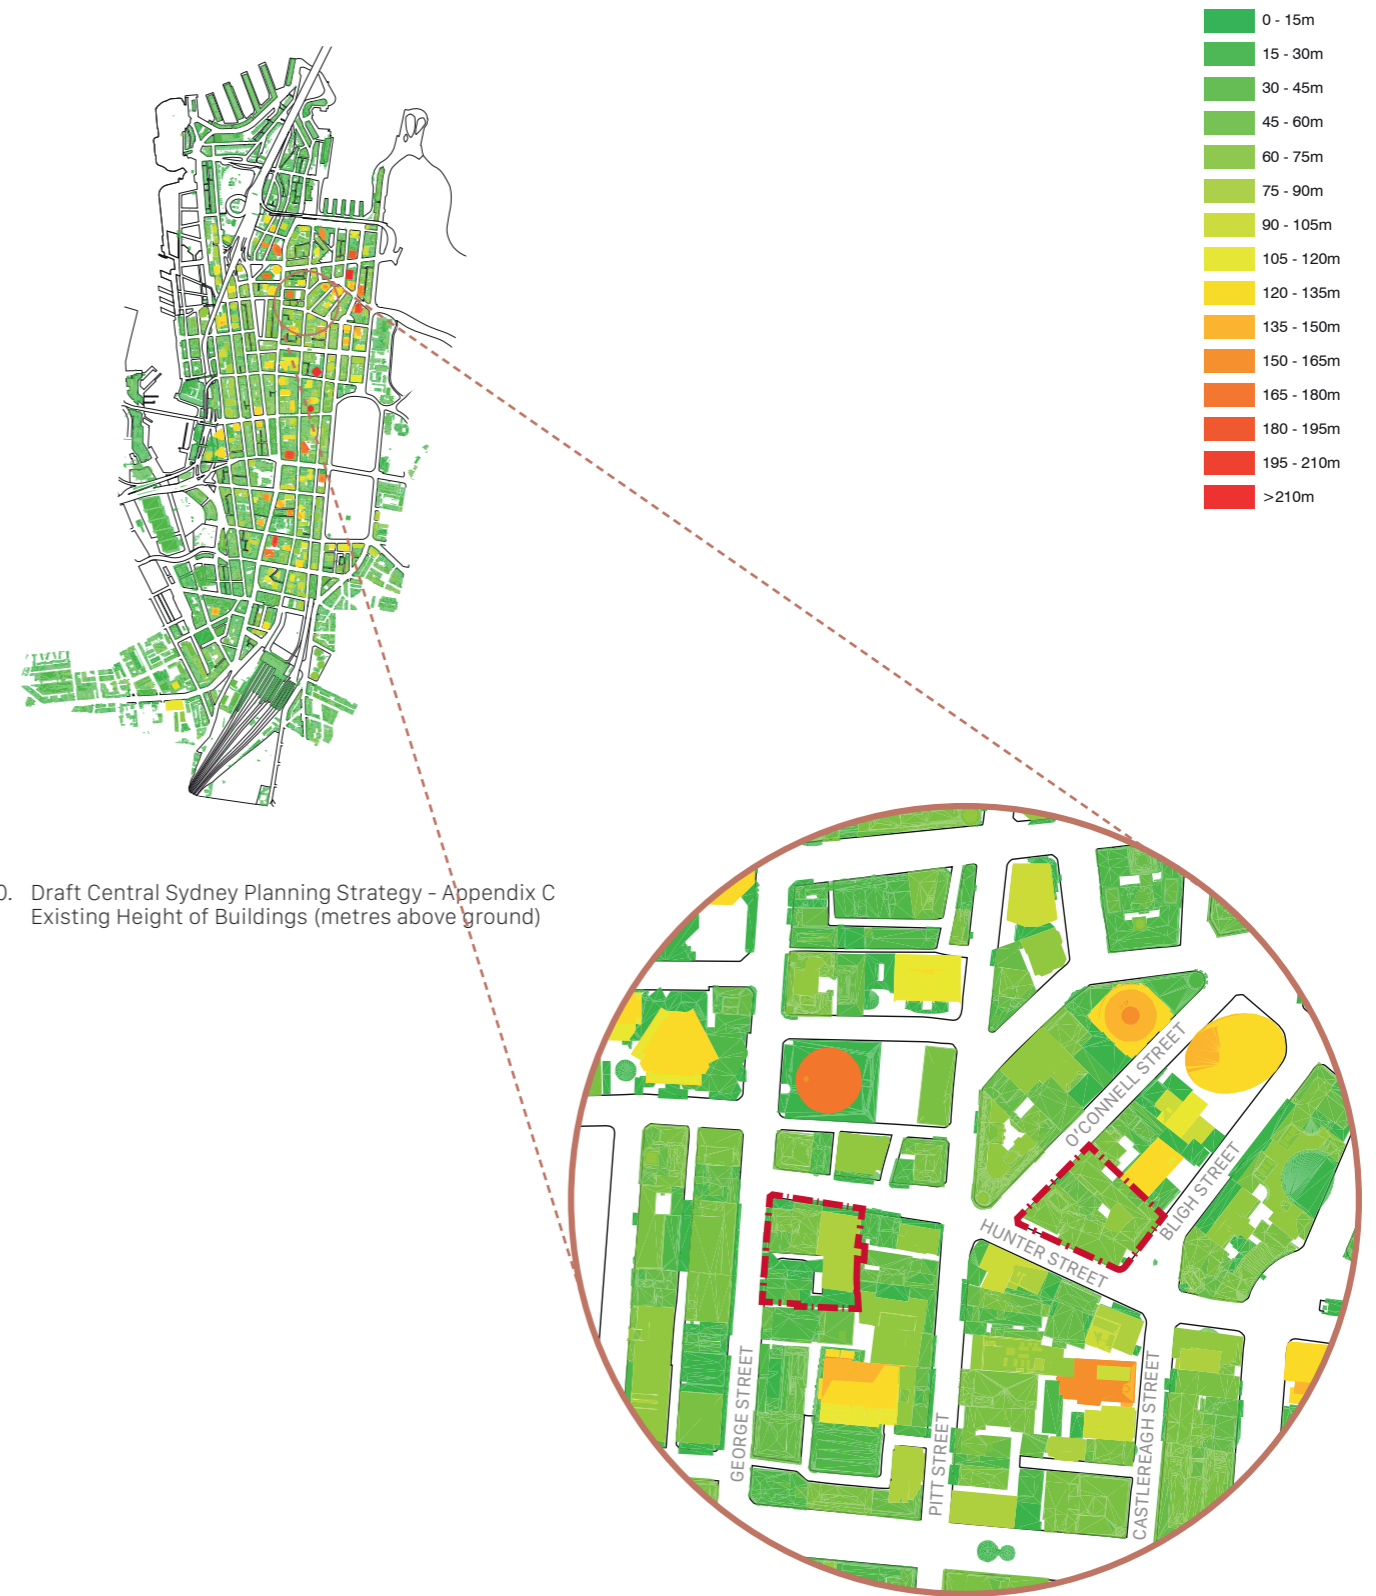 0 - 15m
15 - 30m
30 - 45m
45 - 60m
60 - 75m
75 - 90m
90 - 105m
105 - 120m
120 - 135m
135 - 150m
150 - 165m
165 - 180m
180 - 195m
195 - 210m
>210m
0. Draft Central Sydney Planning Strategy - Appendix C
Existing Height of Buildings (metres above ground)
O'CONNELL STREET
BLIGH STREET
HUNTER STREET
GEORGE STREET
PITT STREET
CASTLEREAGH STREET